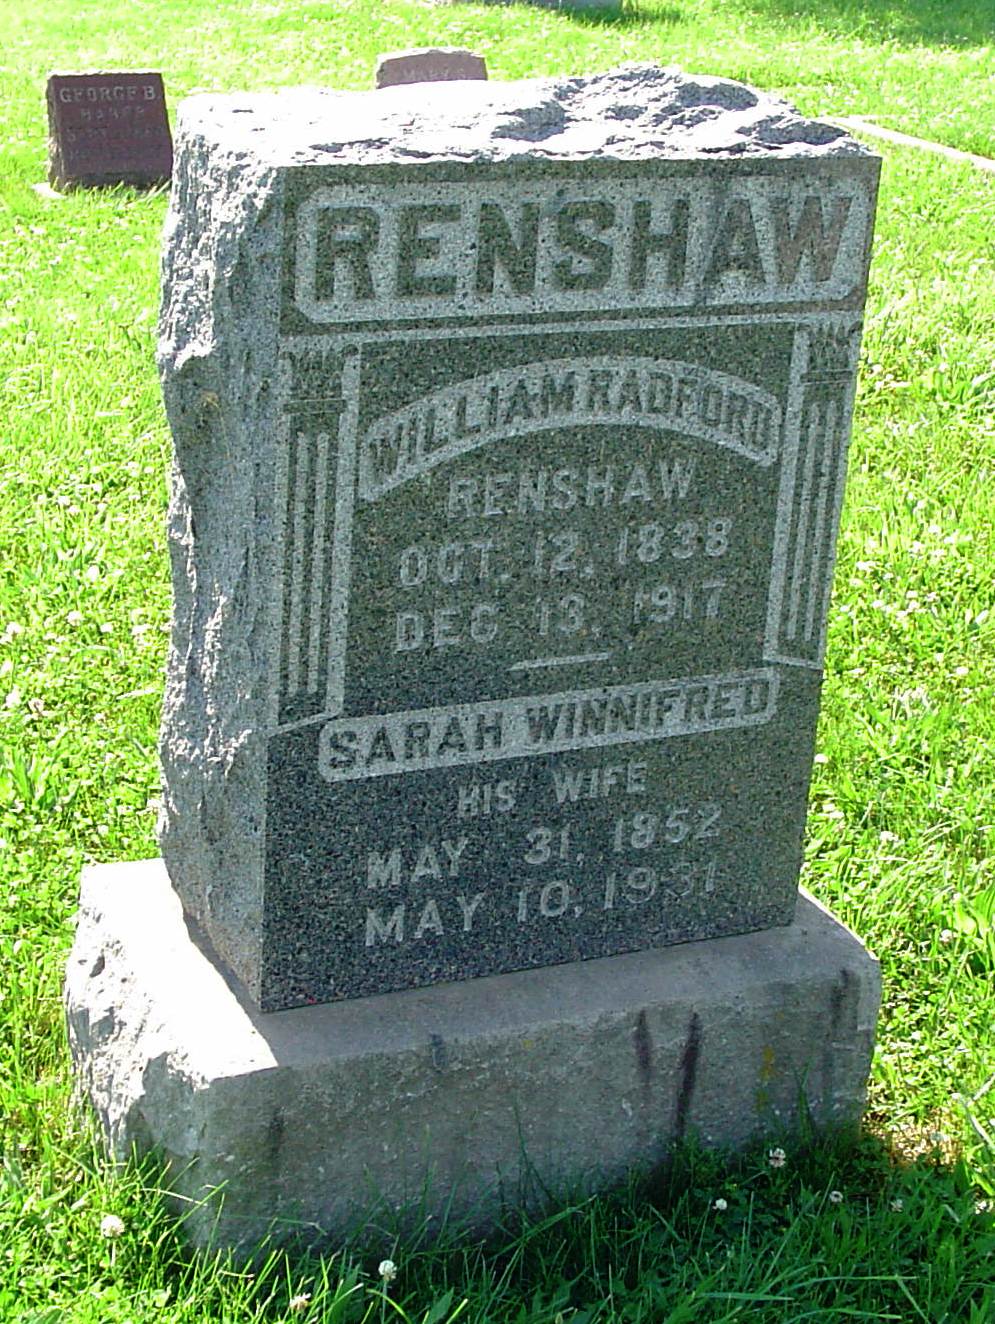 GEORGE B
MARY
RENSHAW
WILLIAM RADFORD
RENSHAW
OCT. 12, 1838
DEC. 13, 1917
SARAH WINNIFRED
HIS WIFE
MAY 31, 1852
MAY 10, 1931